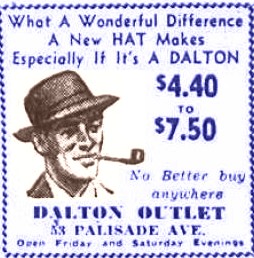 What A Wonderful Difference
A New HAT Makes
Especially If It's A DALTON
$4.40
TO
$7.50
No Better buy
anywhere
DALTON OUTLET
53 PALISADE AVE.
Open Friday and Saturday Evenings